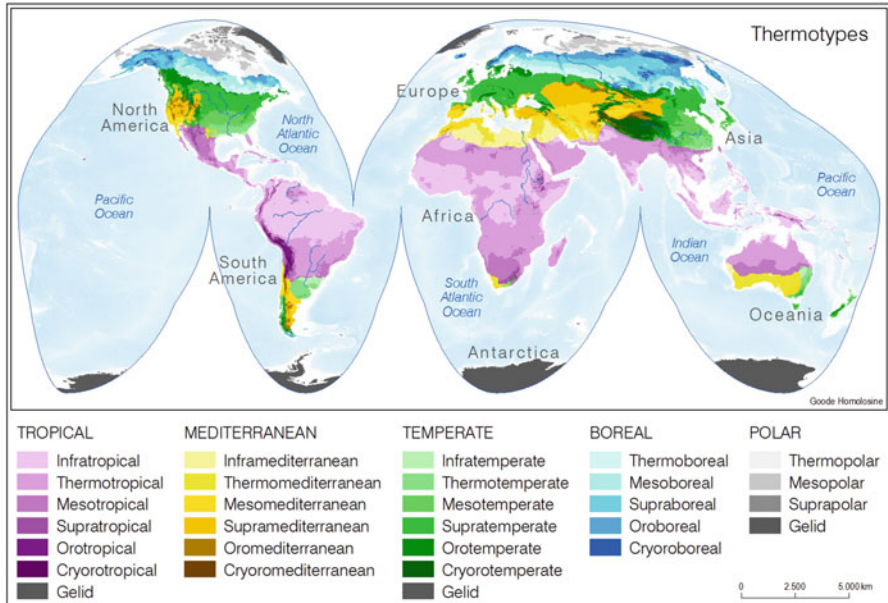 Thermotypes
North
America
Europe
Asia
North
Atlantic
Ocean
Pacific
Ocean
Pacific
Ocean
Africa
Indian
Ocean
South
America
South
Atlantic
Ocean
Oceania
Antarctica
Goode Homolosine
TROPICAL
Infratropical
Thermotropical
Mesotropical
Supratropical
Orotropical
Cryorotropical
Gelid
MEDITERRANEAN
Inframediterranean
Thermomediterranean
Mesomediterranean
Supramediterranean
Oromediterranean
Cryoromediterranean
TEMPERATE
Infratemperate
Thermotemperate
Mesotemperate
Supratemperate
Orotemperate
Cryorotemperate
Gelid
BOREAL
Thermoboreal
Mesoboreal
Supraboreal
Oroboreal
Cryoroboreal
POLAR
Thermopolar
Mesopolar
Suprapolar
Gelid
0 2.500 5.000 km